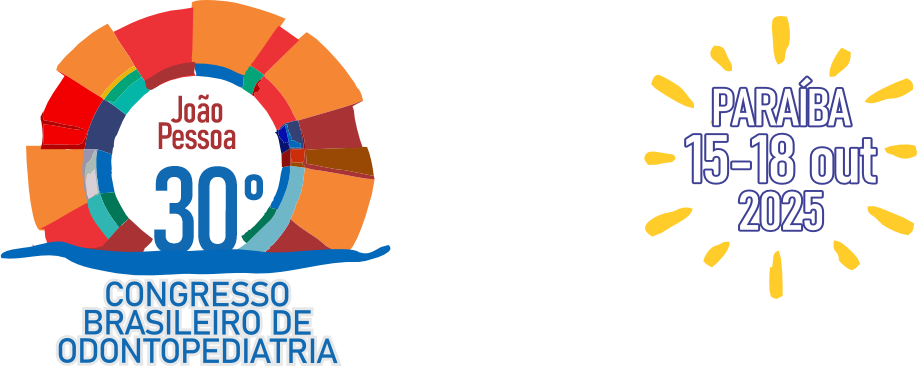 João
Pessoa
30º
CONGRESSO
BRASILEIRO DE
ODONTOPEDIATRIA
PARAÍBA
15-18 out
2025